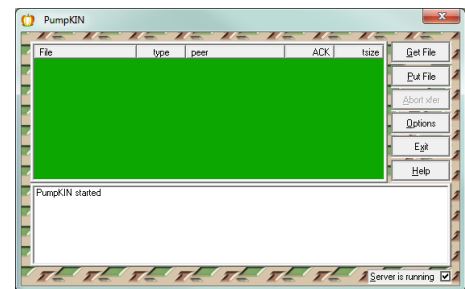 PumpKIN
File type peer ACK tsize
Get File
Put File
Abort xfer
Options
Exit
Help
PumpKIN started
Server is running